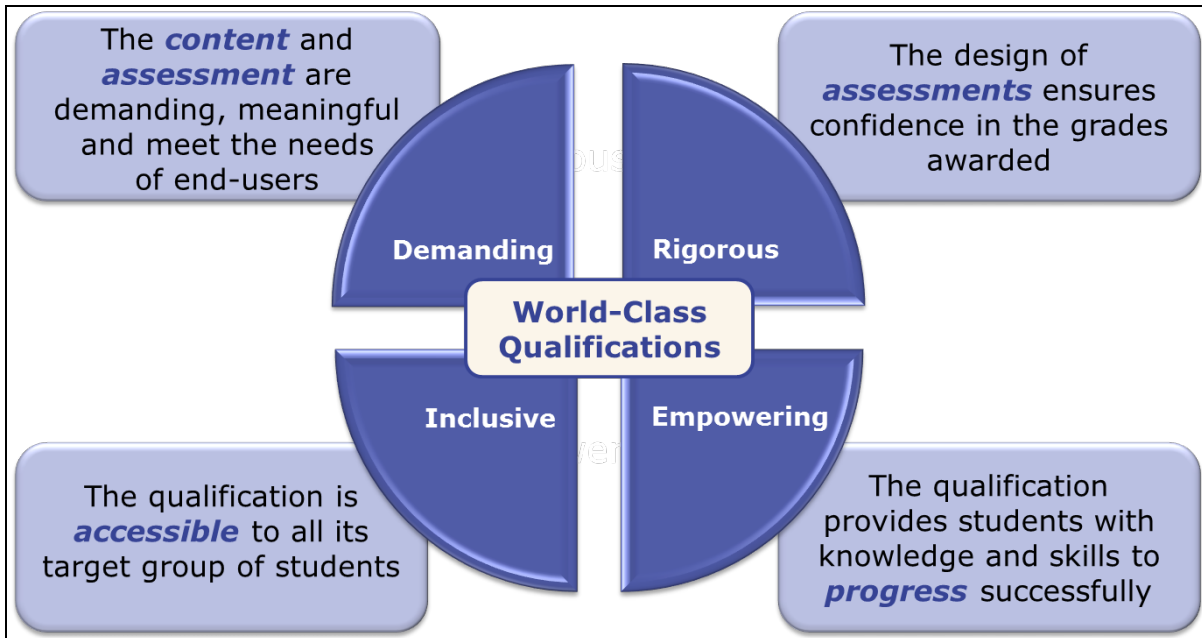 The content and
assessment are
demanding, meaningful
and meet the needs
of end-users
The design of
assessments ensures
confidence in the grades
awarded
Demanding
Rigorous
World-Class
Qualifications
Inclusive
Empowering
The qualification is
accessible to all its
target group of students
The qualification
provides students with
knowledge and skills to
progress successfully